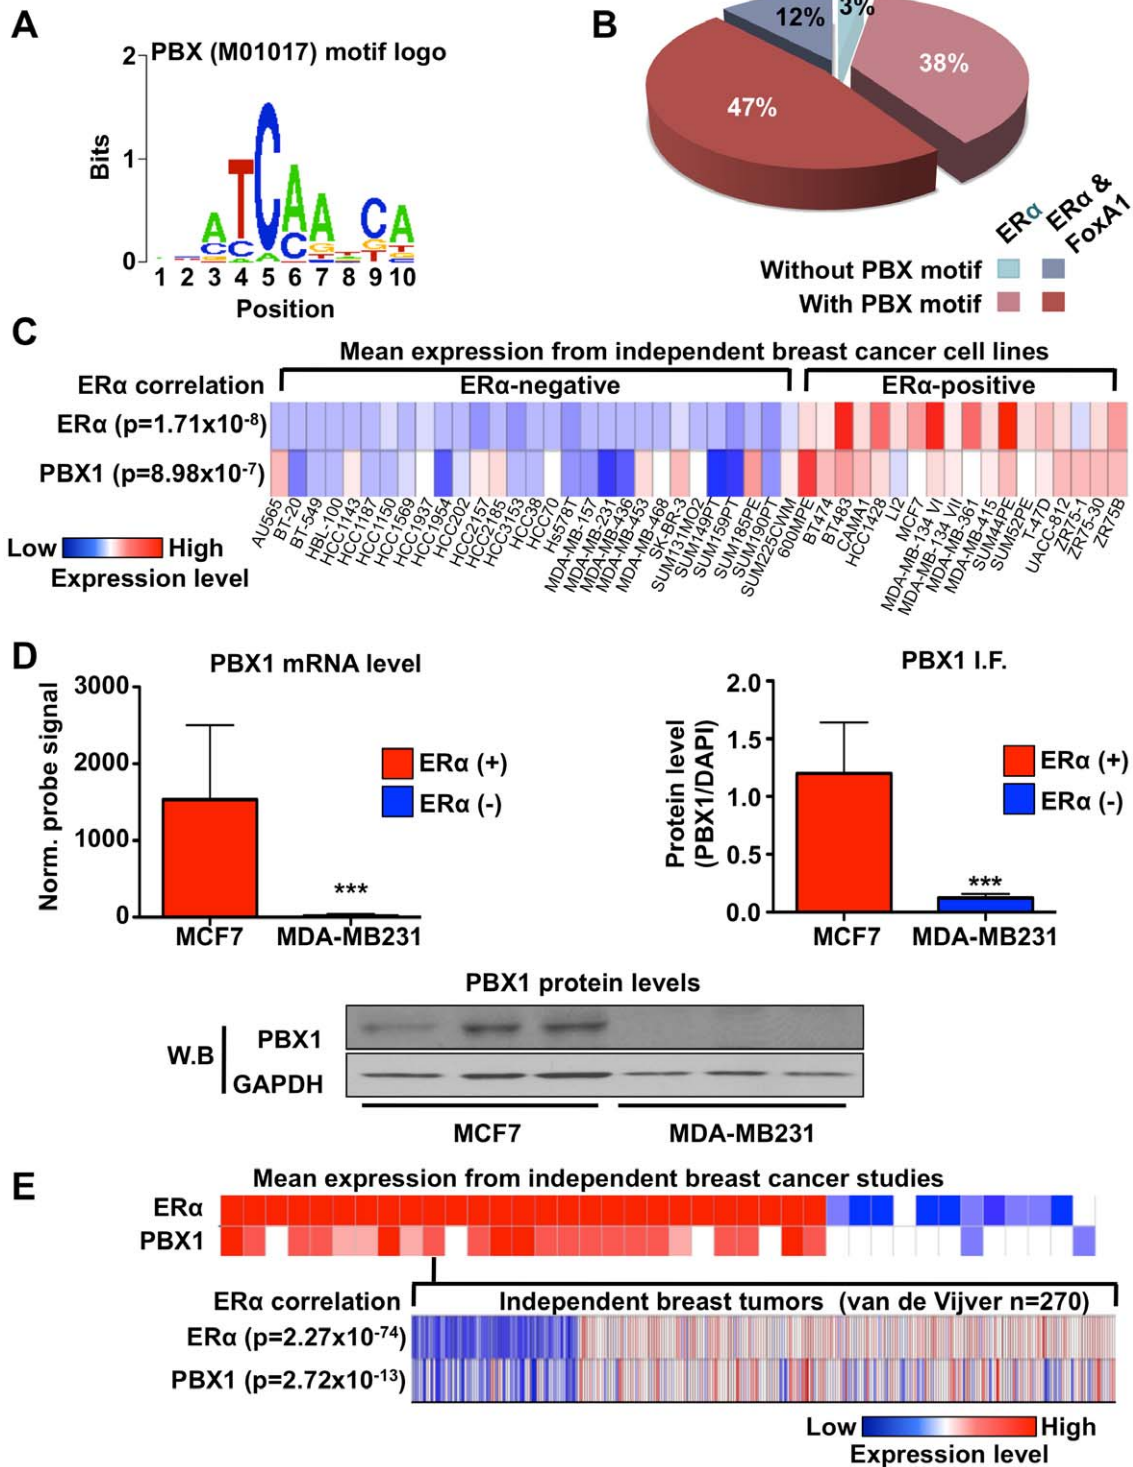 A
PBX (M01017) motif logo
2
1
0
Bits
1 2 3 4 5 6 7 8 9 10
Position
B
12%
3%
38%
47%
ERα
ERα &
FoxA1
Without PBX motif
With PBX motif
C
Mean expression from independent breast cancer cell lines
ERα correlation
ERα-negative
ERα-positive
ERα (p=1.71x10-8)
PBX1 (p=8.98x10-7)
AU565
BT-20
BT-549
HBL-100
HCC1143
HCC1187
HCC1150
HCC1569
HCC1937
HCC1954
HCC202
HCC2157
HCC2185
HCC3153
HCC38
HCC70
Hs578T
MDA-MB-157
MDA-MB-231
MDA-MB-436
MDA-MB-453
MDA-MB-468
SK-BR-3
SUM131MO2
SUM149PT
SUM159PT
SUM185PE
SUM190PT
SUM225CWM
600MPE
BT474
BT483
CAMA1
HCC1428
LI2
MCF7
MDA-MB-134 VI
MDA-MB-134 VII
MDA-MB-361
MDA-MB-415
SUM44PE
SUM52PE
T-47D
UACC-812
ZR75-1
ZR75-30
ZR75B
Low
High
Expression level
D
PBX1 mRNA level
3000
2000
1000
0
Norm. probe signal
ERα (+)
ERα (-)
***
MCF7
MDA-MB231
PBX1 I.F.
2.0
1.5
1.0
0.5
0.0
Protein level
(PBX1/DAPI)
ERα (+)
ERα (-)
***
MCF7
MDA-MB231
PBX1 protein levels
W.B
PBX1
GAPDH
MCF7
MDA-MB231
E
Mean expression from independent breast cancer studies
ERα
PBX1
ERα correlation
Independent breast tumors (van de Vijver n=270)
ERα (p=2.27x10-74)
PBX1 (p=2.72x10-13)
Low
High
Expression level